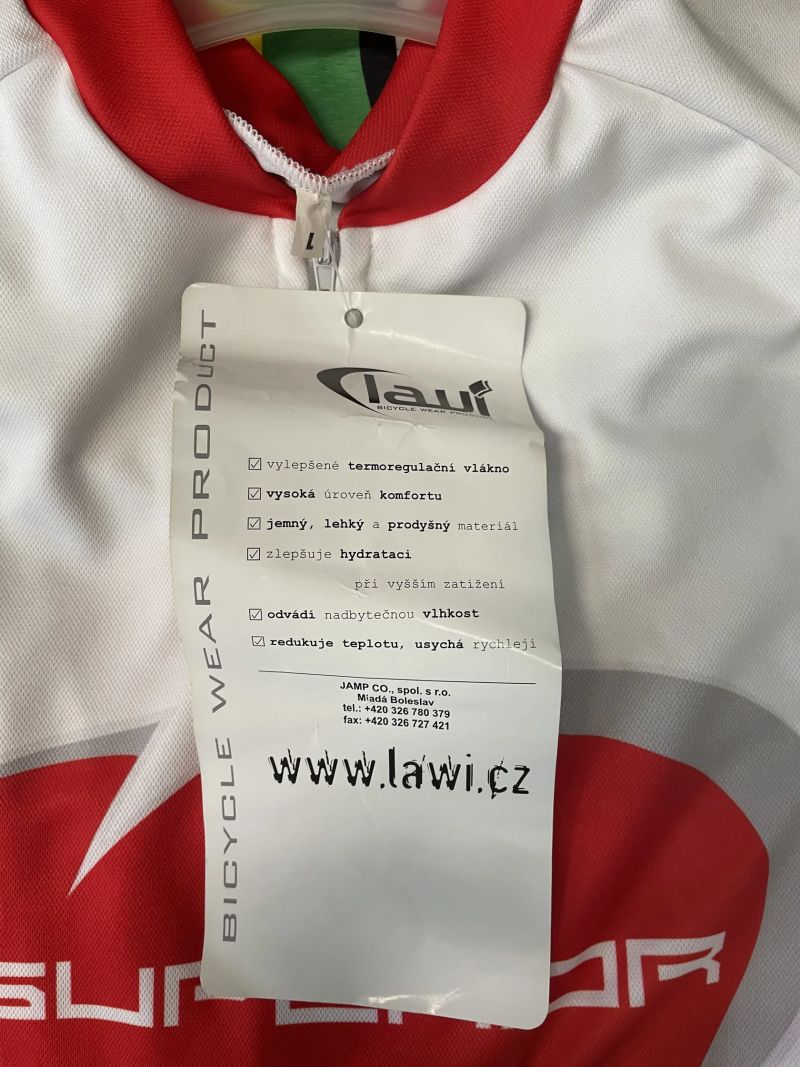 L
BICYCLE WEAR PRODUCT
lawi
BICYCLE WEAR PRODUCT
vylepšené termoregulační vlákno
vysoká úroveň komfortu
jemný, lehký a prodyšný materiál
zlepšuje hydrataci
při vyšším zatížení
odvádí nadbytečnou vlhkost
redukuje teplotu, usychá rychleji
JAMP CO., spol. s r.o.
Mladá Boleslav
tel.: +420 326 780 379
fax: +420 326 727 421
www.lawi.cz
SUPERIOR